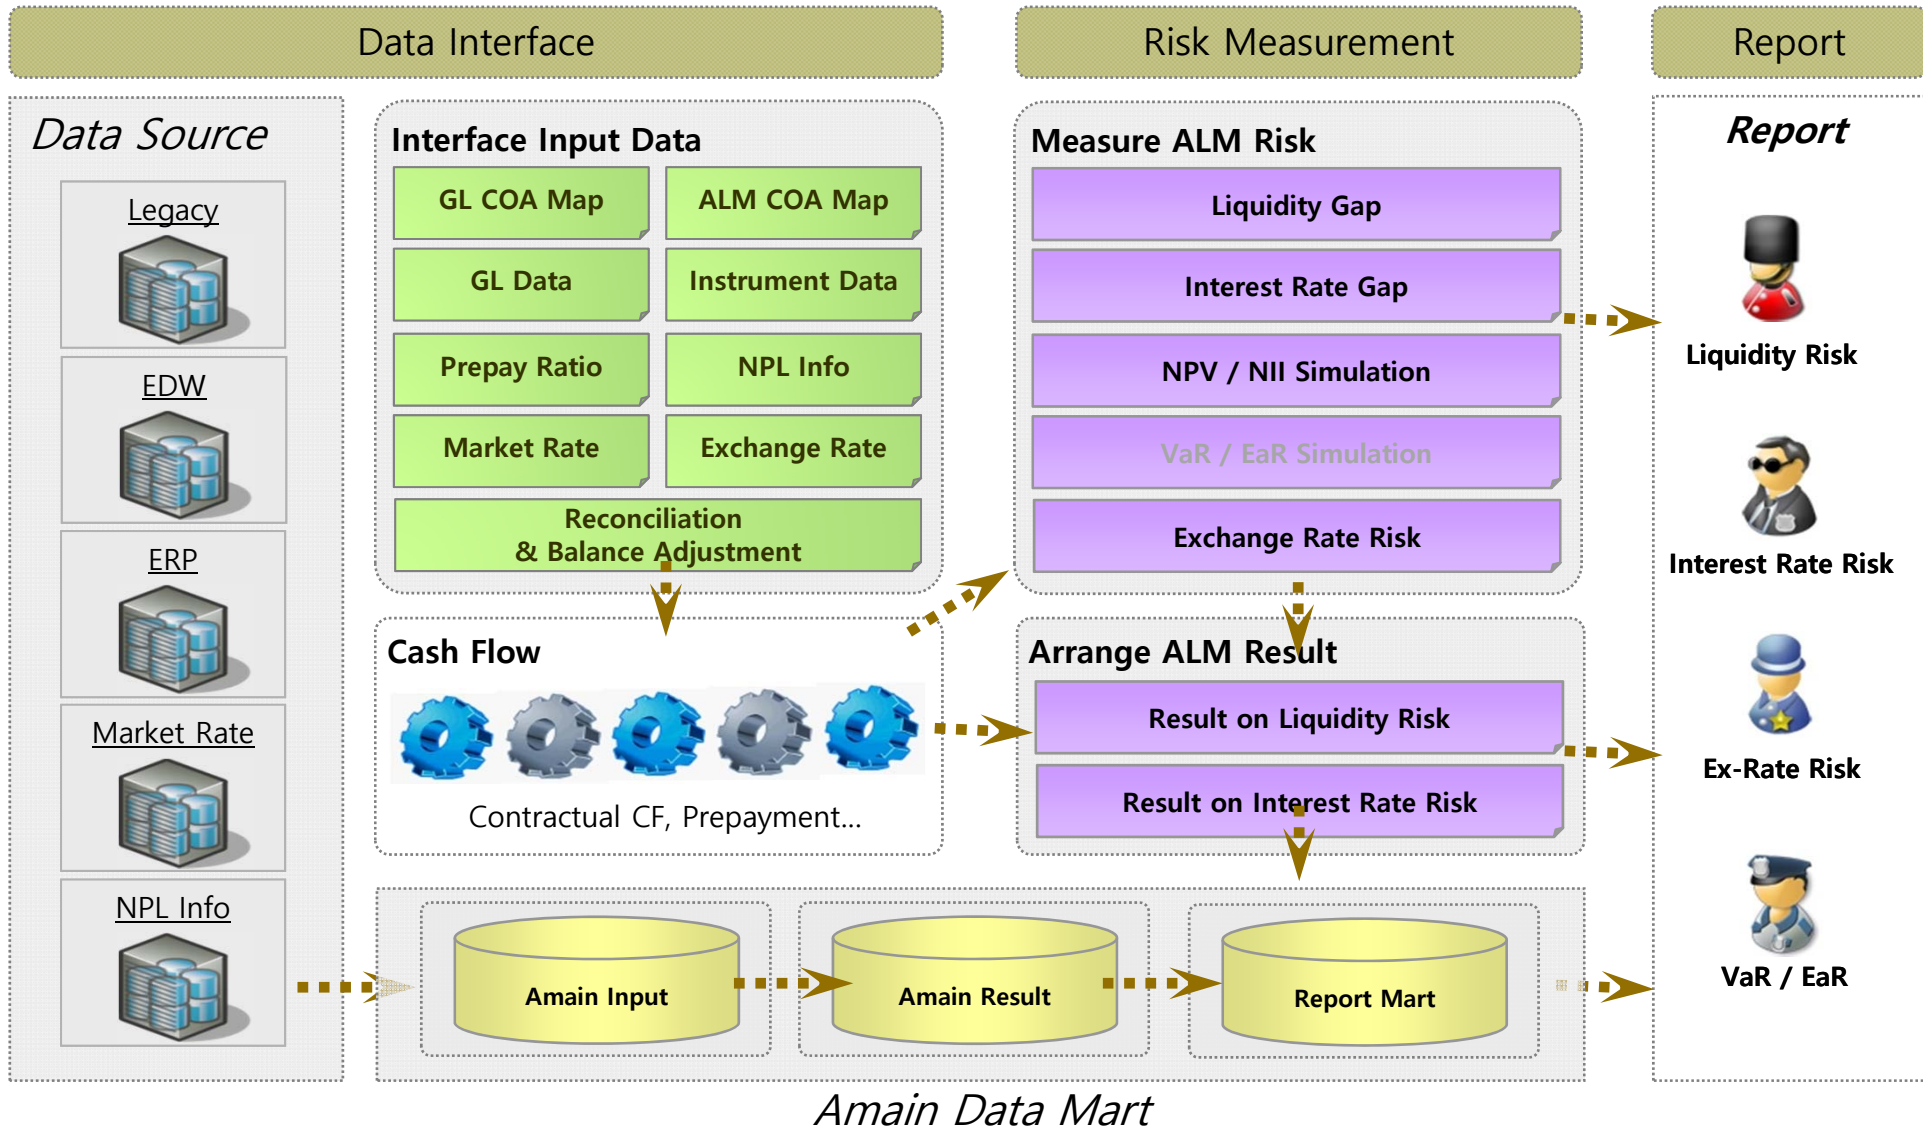 Data Interface
Risk Measurement
Report
Data Source
Legacy
EDW
ERP
Market Rate
NPL Info
Interface Input Data
GL COA Map
ALM COA Map
GL Data
Instrument Data
Prepay Ratio
NPL Info
Market Rate
Exchange Rate
Reconciliation
& Balance Adjustment
Cash Flow
Contractual CF, Prepayment...
Measure ALM Risk
Liquidity Gap
Interest Rate Gap
NPV / NII Simulation
VaR / EaR Simulation
Exchange Rate Risk
Arrange ALM Result
Result on Liquidity Risk
Result on Interest Rate Risk
Report
Liquidity Risk
Interest Rate Risk
Ex-Rate Risk
VaR / EaR
Amain Input
Amain Result
Report Mart
Amain Data Mart